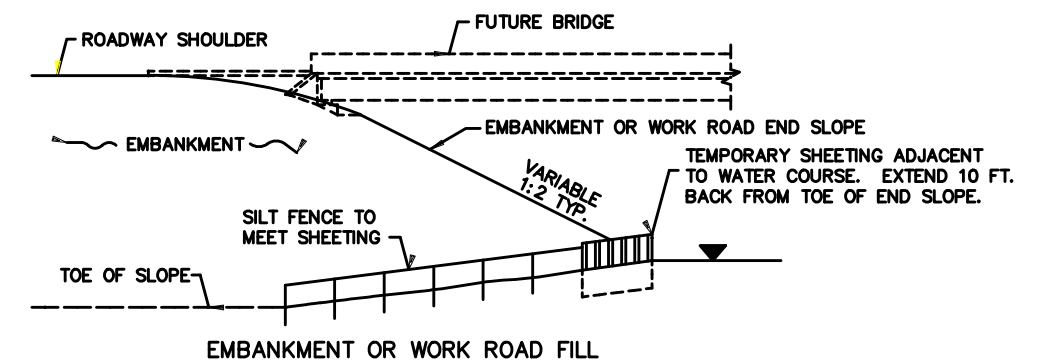 FUTURE BRIDGE
ROADWAY SHOULDER
EMBANKMENT
EMBANKMENT OR WORK ROAD END SLOPE
VARIABLE
1:2 TYP.
TEMPORARY SHEETING ADJACENT
TO WATER COURSE. EXTEND 10 FT.
BACK FROM TOE OF END SLOPE.
SILT FENCE TO
MEET SHEETING
TOE OF SLOPE
EMBANKMENT OR WORK ROAD FILL